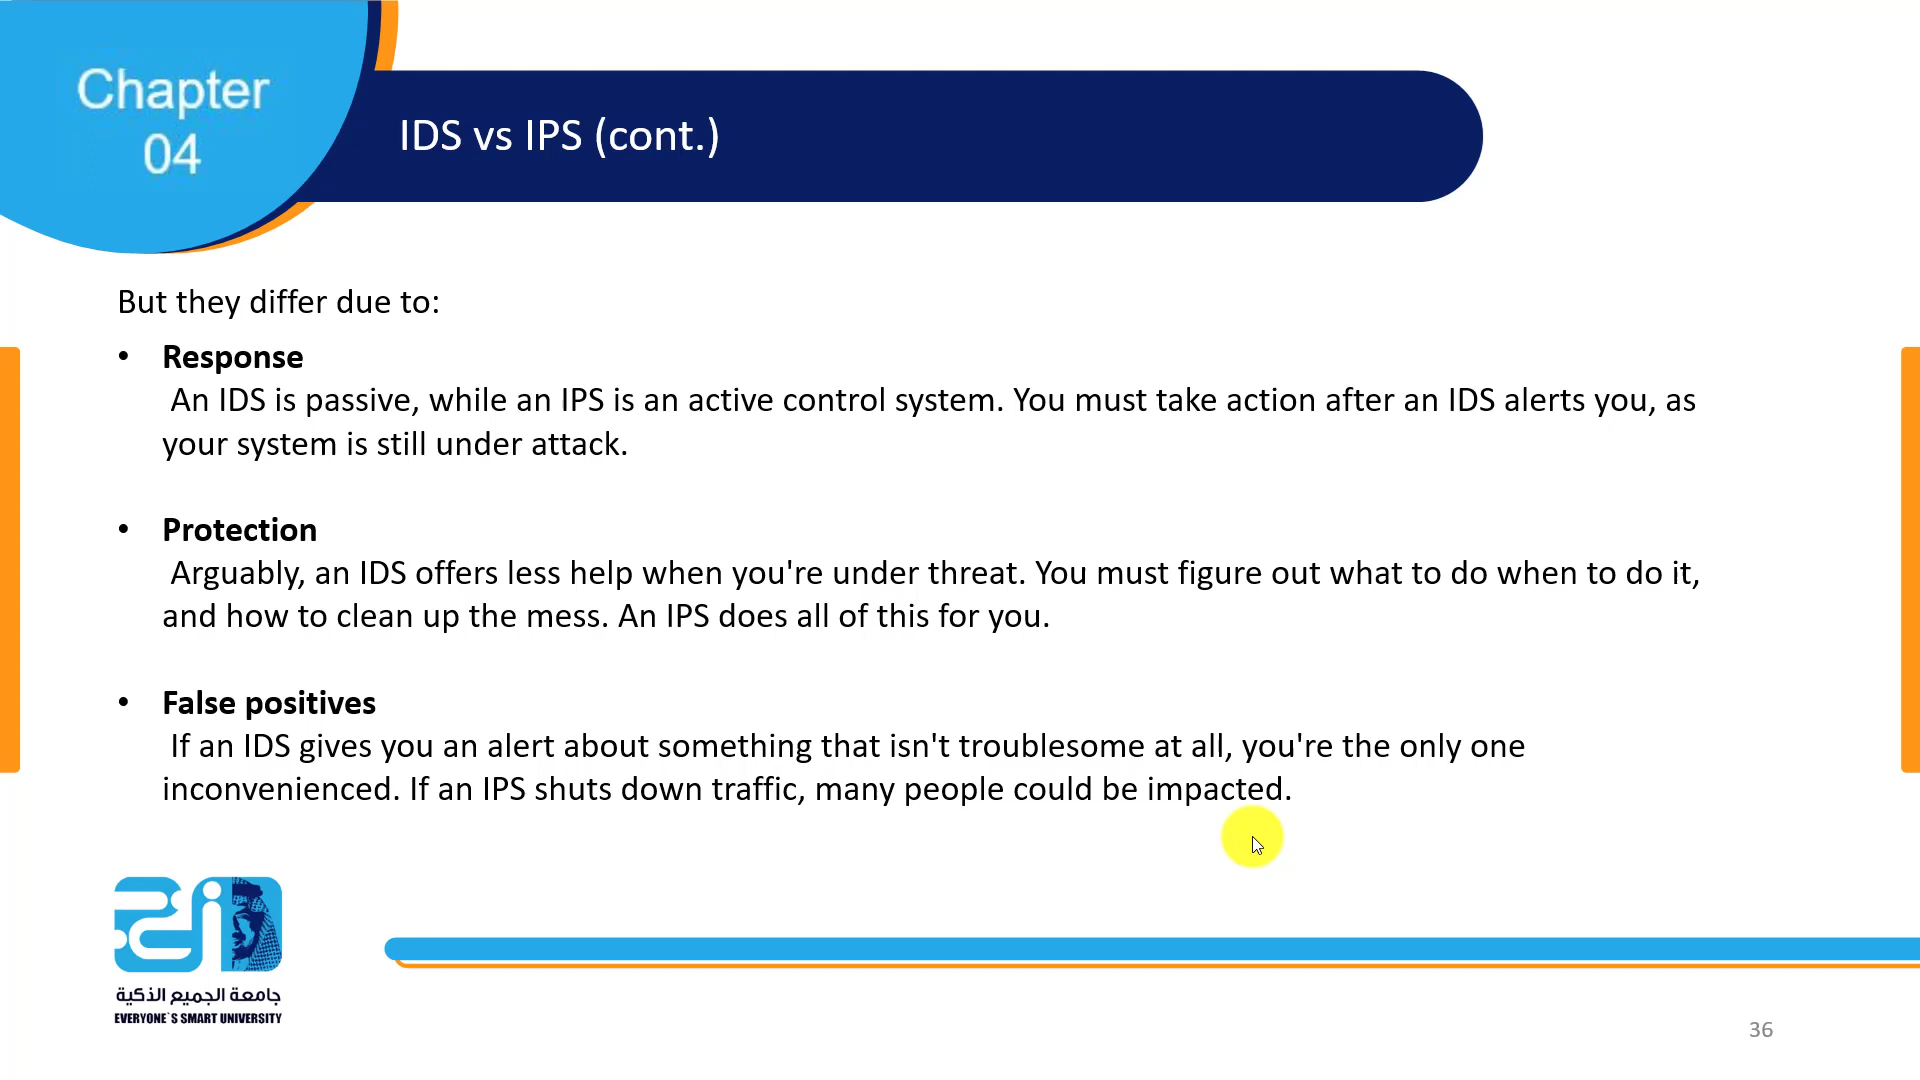 Chapter
04
IDS vs IPS (cont.)
But they differ due to:
• Response
An IDS is passive, while an IPS is an active control system. You must take action after an IDS alerts you, as
your system is still under attack.
• Protection
Arguably, an IDS offers less help when you're under threat. You must figure out what to do when to do it,
and how to clean up the mess. An IPS does all of this for you.
• False positives
If an IDS gives you an alert about something that isn't troublesome at all, you're the only one
inconvenienced. If an IPS shuts down traffic, many people could be impacted.
جامعة الجميع الذكية
EVERYONE`S SMART UNIVERSITY
36